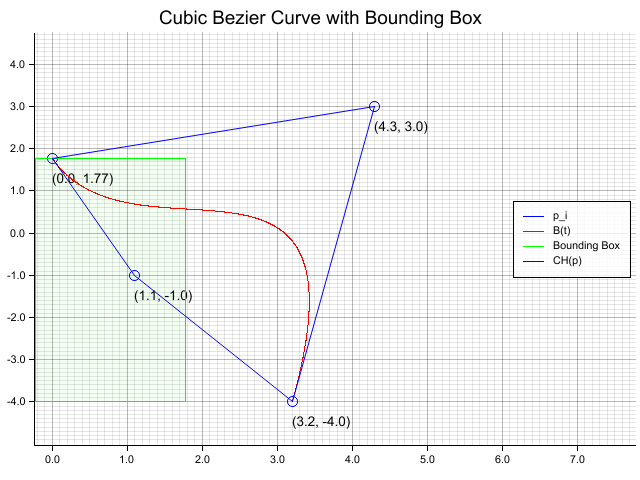 Cubic Bezier Curve with Bounding Box
4.0
3.0
2.0
1.0
0.0
-1.0
-2.0
-3.0
-4.0
(4.3, 3.0)
(0.0, 1.77)
(1.1, -1.0)
(3.2, -4.0)
p_i
B(t)
Bounding Box
CH(p)
0.0 1.0 2.0 3.0 4.0 5.0 6.0 7.0